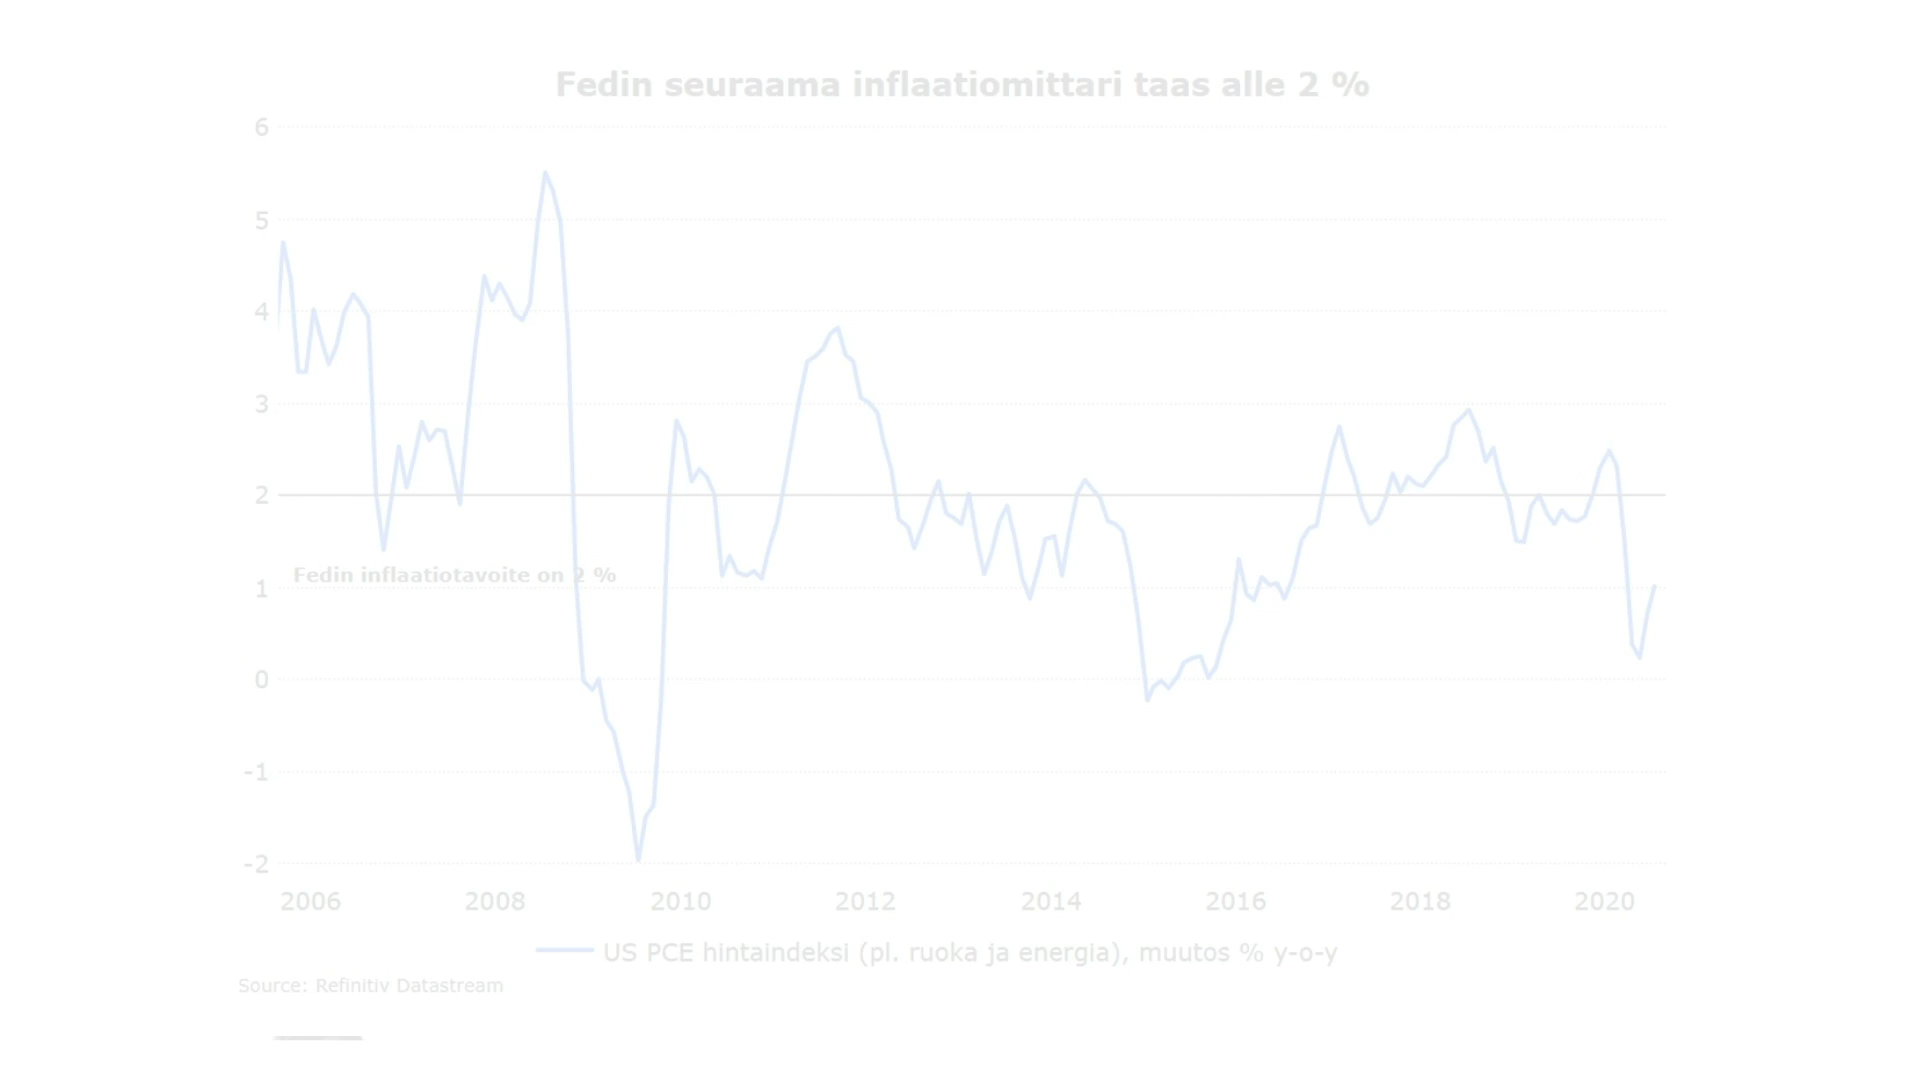 Fedin seuraama inflaatiomittari taas alle 2 %
6
5
4
3
2
Fedin inflaatiotavoite on 2 %
1
0
-1
-2
2006 2008 2010 2012 2014 2016 2018 2020
US PCE hintaindeksi (pl. ruoka ja energia), muutos % y-o-y
Source: Refinitiv Datastream